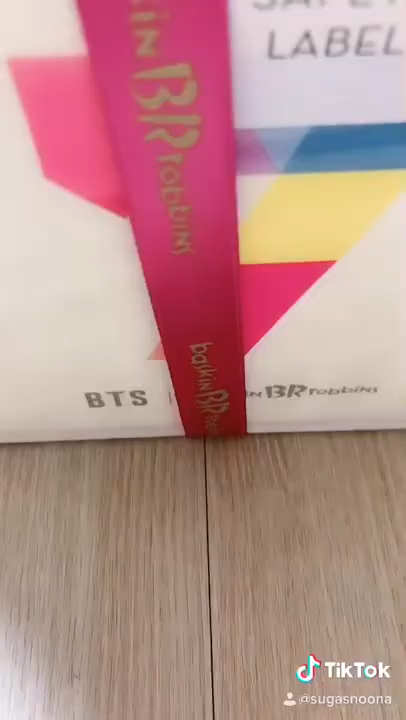 LABEL
baskin BR robbins
BTS
BR robbins
baskin BR
TikTok
@sugasnoona